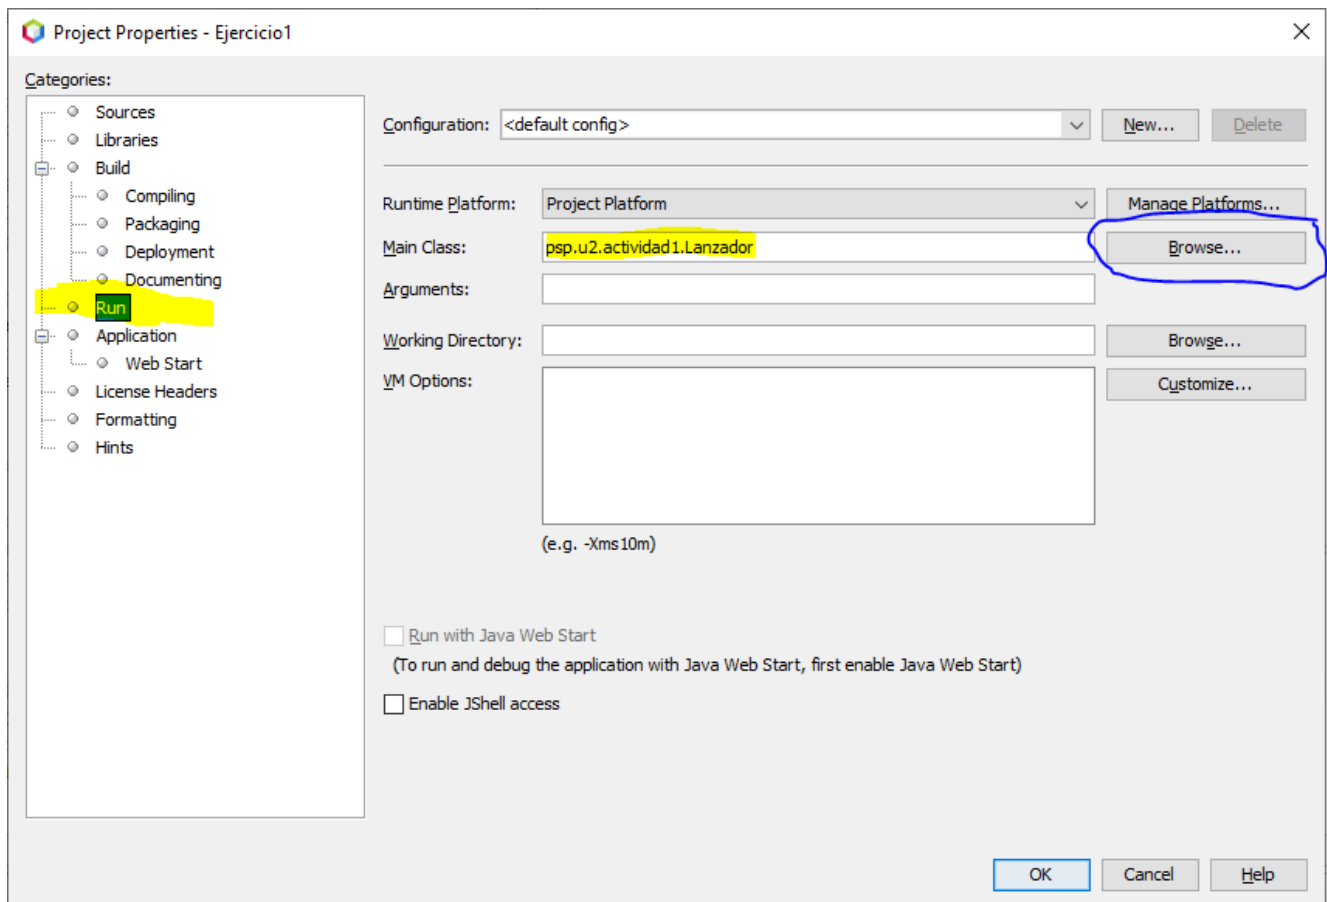 Project Properties - Ejercicio1
Categories:
Sources
Libraries
Build
Compiling
Packaging
Deployment
Documenting
Run
Application
Web Start
License Headers
Formatting
Hints
Configuration: <default config> New... Delete
Runtime Platform: Project Platform Manage Platforms...
Main Class: psp.u2.actividad1.Lanzador Browse...
Arguments:
Working Directory: Browse...
VM Options: Customize...
(e.g. -Xms10m)
Run with Java Web Start
(To run and debug the application with Java Web Start, first enable Java Web Start)
Enable JShell access
OK Cancel Help